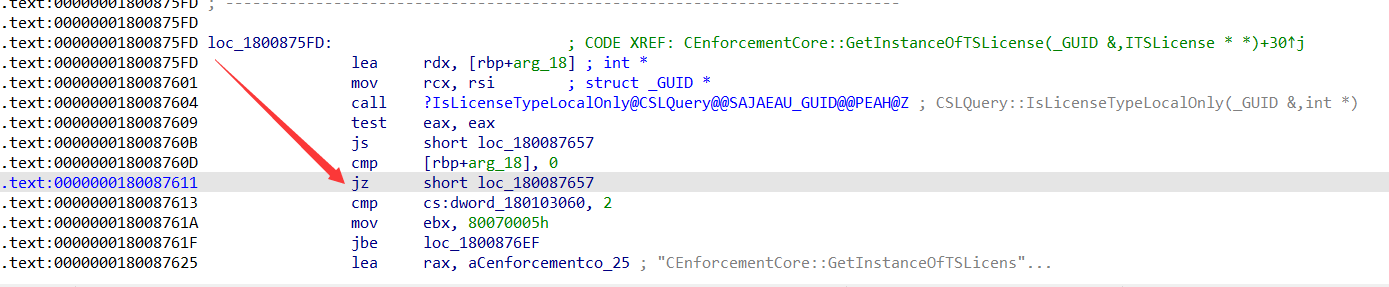 .text:00000001800875FD ; ---------------------------------------------------------------------------
.text:00000001800875FD
.text:00000001800875FD loc_1800875FD: ; CODE XREF: CEnforcementCore::GetInstanceOfTSLicense(_GUID &,ITSLicense * *)+30↑j
.text:00000001800875FD lea rdx, [rbp+arg_18] ; int *
.text:0000000180087601 mov rcx, rsi ; struct _GUID *
.text:0000000180087604 call ?IsLicenseTypeLocalOnly@CSLQuery@@SAJAEAU_GUID@@PEAH@Z ; CSLQuery::IsLicenseTypeLocalOnly(_GUID &,int *)
.text:0000000180087609 test eax, eax
.text:000000018008760B js short loc_180087657
.text:000000018008760D cmp [rbp+arg_18], 0
.text:0000000180087611 jz short loc_180087657
.text:0000000180087613 cmp cs:dword_180103060, 2
.text:000000018008761A mov ebx, 80070005h
.text:000000018008761F jbe loc_1800876EF
.text:0000000180087625 lea rax, aCenforcementco_25 ; "CEnforcementCore::GetInstanceOfTSLicens"...